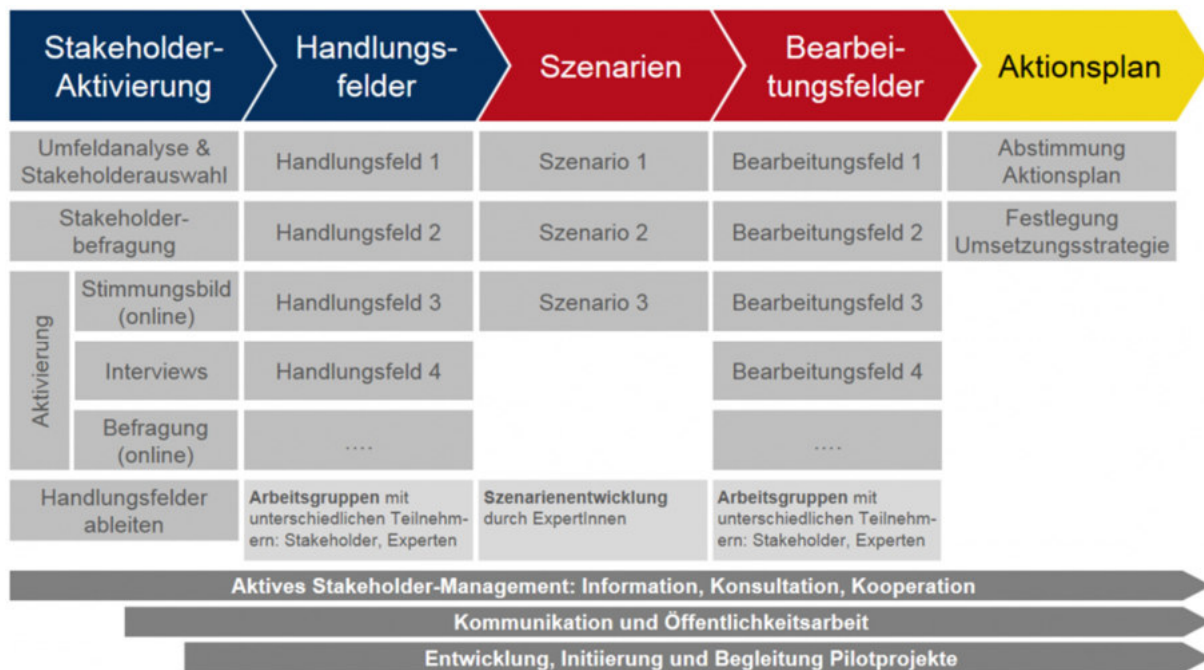 Stakeholder-
Aktivierung
Handlungs-
felder
Szenarien
Bearbei-
tungsfelder
Aktionsplan
Umfeldanalyse &
Stakeholderauswahl
Handlungsfeld 1
Szenario 1
Bearbeitungsfeld 1
Abstimmung
Aktionsplan
Stakeholder-
befragung
Handlungsfeld 2
Szenario 2
Bearbeitungsfeld 2
Festlegung
Umsetzungsstrategie
Aktivierung
Stimmungsbild
(online)
Handlungsfeld 3
Szenario 3
Bearbeitungsfeld 3
Interviews
Handlungsfeld 4
Bearbeitungsfeld 4
Befragung
(online)
....
....
Handlungsfelder
ableiten
Arbeitsgruppen mit
unterschiedlichen Teilnehm-
ern: Stakeholder, Experten
Szenarienentwicklung
durch ExpertInnen
Arbeitsgruppen mit
unterschiedlichen Teilnehm-
ern: Stakeholder, Experten
Aktives Stakeholder-Management: Information, Konsultation, Kooperation
Kommunikation und Öffentlichkeitsarbeit
Entwicklung, Initiierung und Begleitung Pilotprojekte